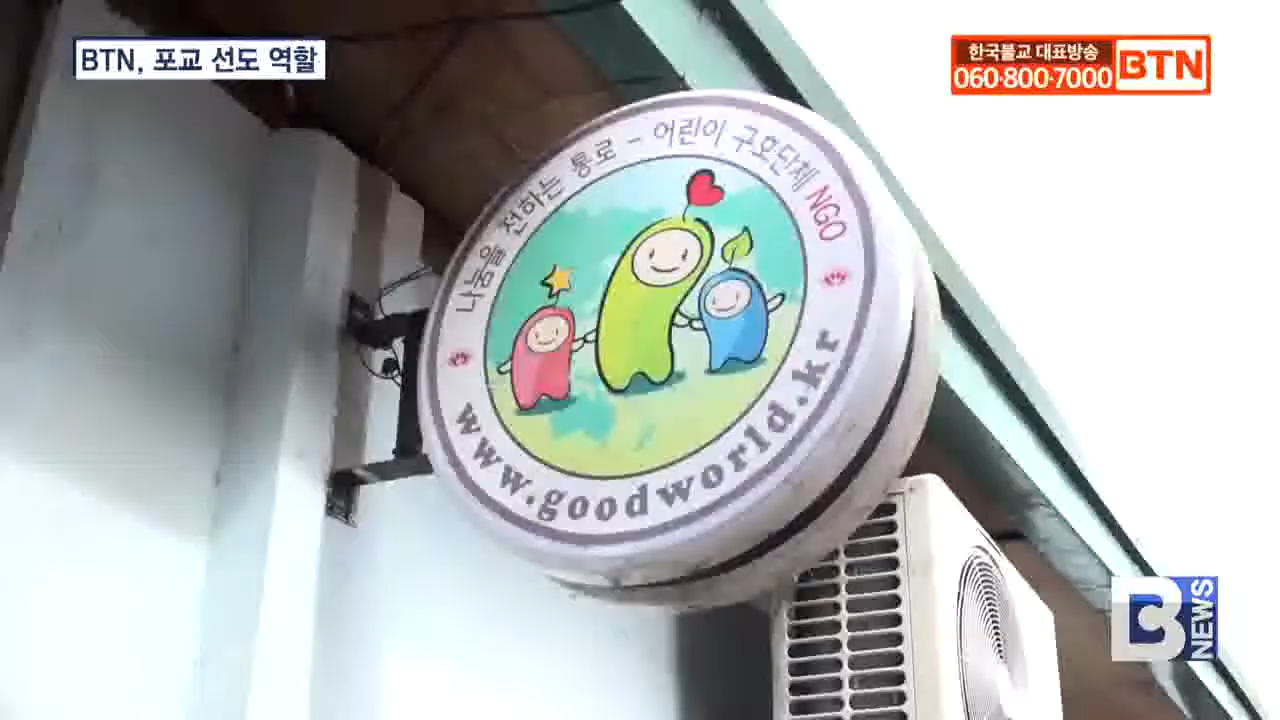 BTN, 포교 선도 역할
한국불교 대표방송
060·800·7000
BTN
나눔을 전하는 통로 - 어린이 구호단체 NGO
www.goodworld.kr
B NEWS